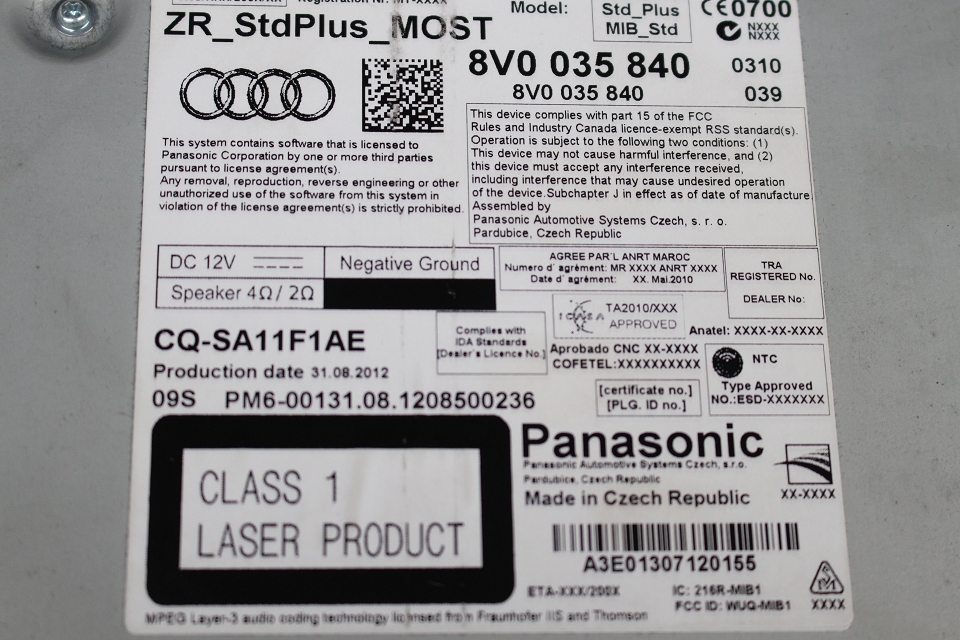 Registration Nr. MT-XXXX
ZR_StdPlus_MOST
Model:
Std_Plus
MIB_Std
CE0700
NXXX
NXXX
8V0 035 840
0310
8V0 035 840
039
This system contains software that is licensed to
Panasonic Corporation by one or more third parties
pursuant to license agreement(s).
Any removal, reproduction, reverse engineering or other
unauthorized use of the software from this system in
violation of the license agreement(s) is strictly prohibited.
This device complies with part 15 of the FCC
Rules and Industry Canada licence-exempt RSS standard(s).
Operation is subject to the following two conditions: (1)
This device may not cause harmful interference, and (2)
this device must accept any interference received,
including interference that may cause undesired operation
of the device.Subchapter J in effect as of date of manufacture
Assembled by
Panasonic Automotive Systems Czech, s. r. o.
Pardubice, Czech Republic
DC 12V
Negative Ground
Speaker 4Ω / 2Ω
AGREE PAR'L ANRT MAROC
Numero d' agrément: MR XXXX ANRT XXXX
Date d' agrément: XX. Mai.2010
TRA
REGISTERED No.
DEALER No:
ICASA
TA2010/XXX
APPROVED
Anatel: XXXX-XX-XXXX
CQ-SA11F1AE
Complies with
IDA Standards
[Dealer's Licence No.]
Aprobado CNC XX-XXXX
COFETEL:XXXXXXXXXX
NTC
Type Approved
NO.:ESD-XXXXXXX
Production date 31.08.2012
09S PM6-00131.08.1208500236
[certificate no.]
[PLG. ID no.]
CLASS 1
LASER PRODUCT
Panasonic
Panasonic Automotive Systems Czech, s.r.o.
Pardubice, Czech Republic
Made in Czech Republic
XX-XXXX
A3E01307120155
ETA-XXX/200X
IC: 216R-MIB1
FCC ID: WUQ-MIB1
XXXX
MPEG Layer-3 audio coding technology licensed from Fraunhofer IIS and Thomson